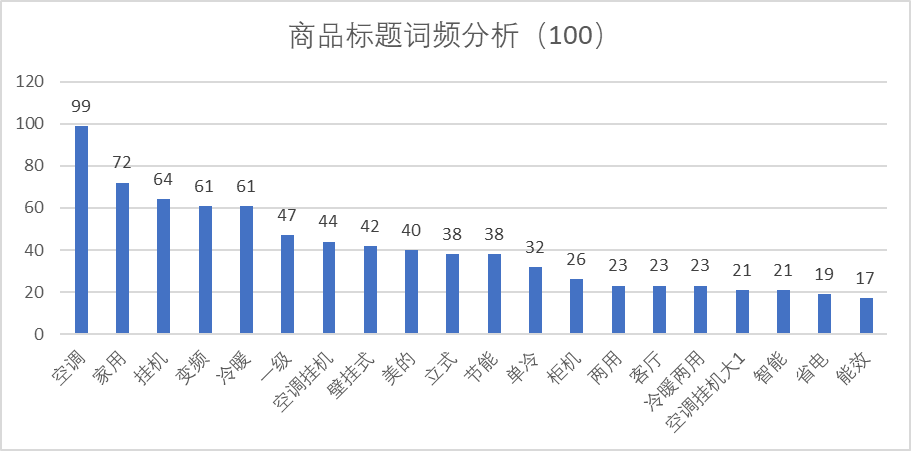 商品标题词频分析（100）
120
100
80
60
40
20
0
99
72
64
61
61
47
44
42
40
38
38
32
26
23
23
23
21
21
19
17
空调
家用
挂机
变频
冷暖
一级
空调挂机
壁挂式
美的
立式
节能
单冷
柜机
两用
客厅
冷暖两用
空调挂机大1
智能
省电
能效